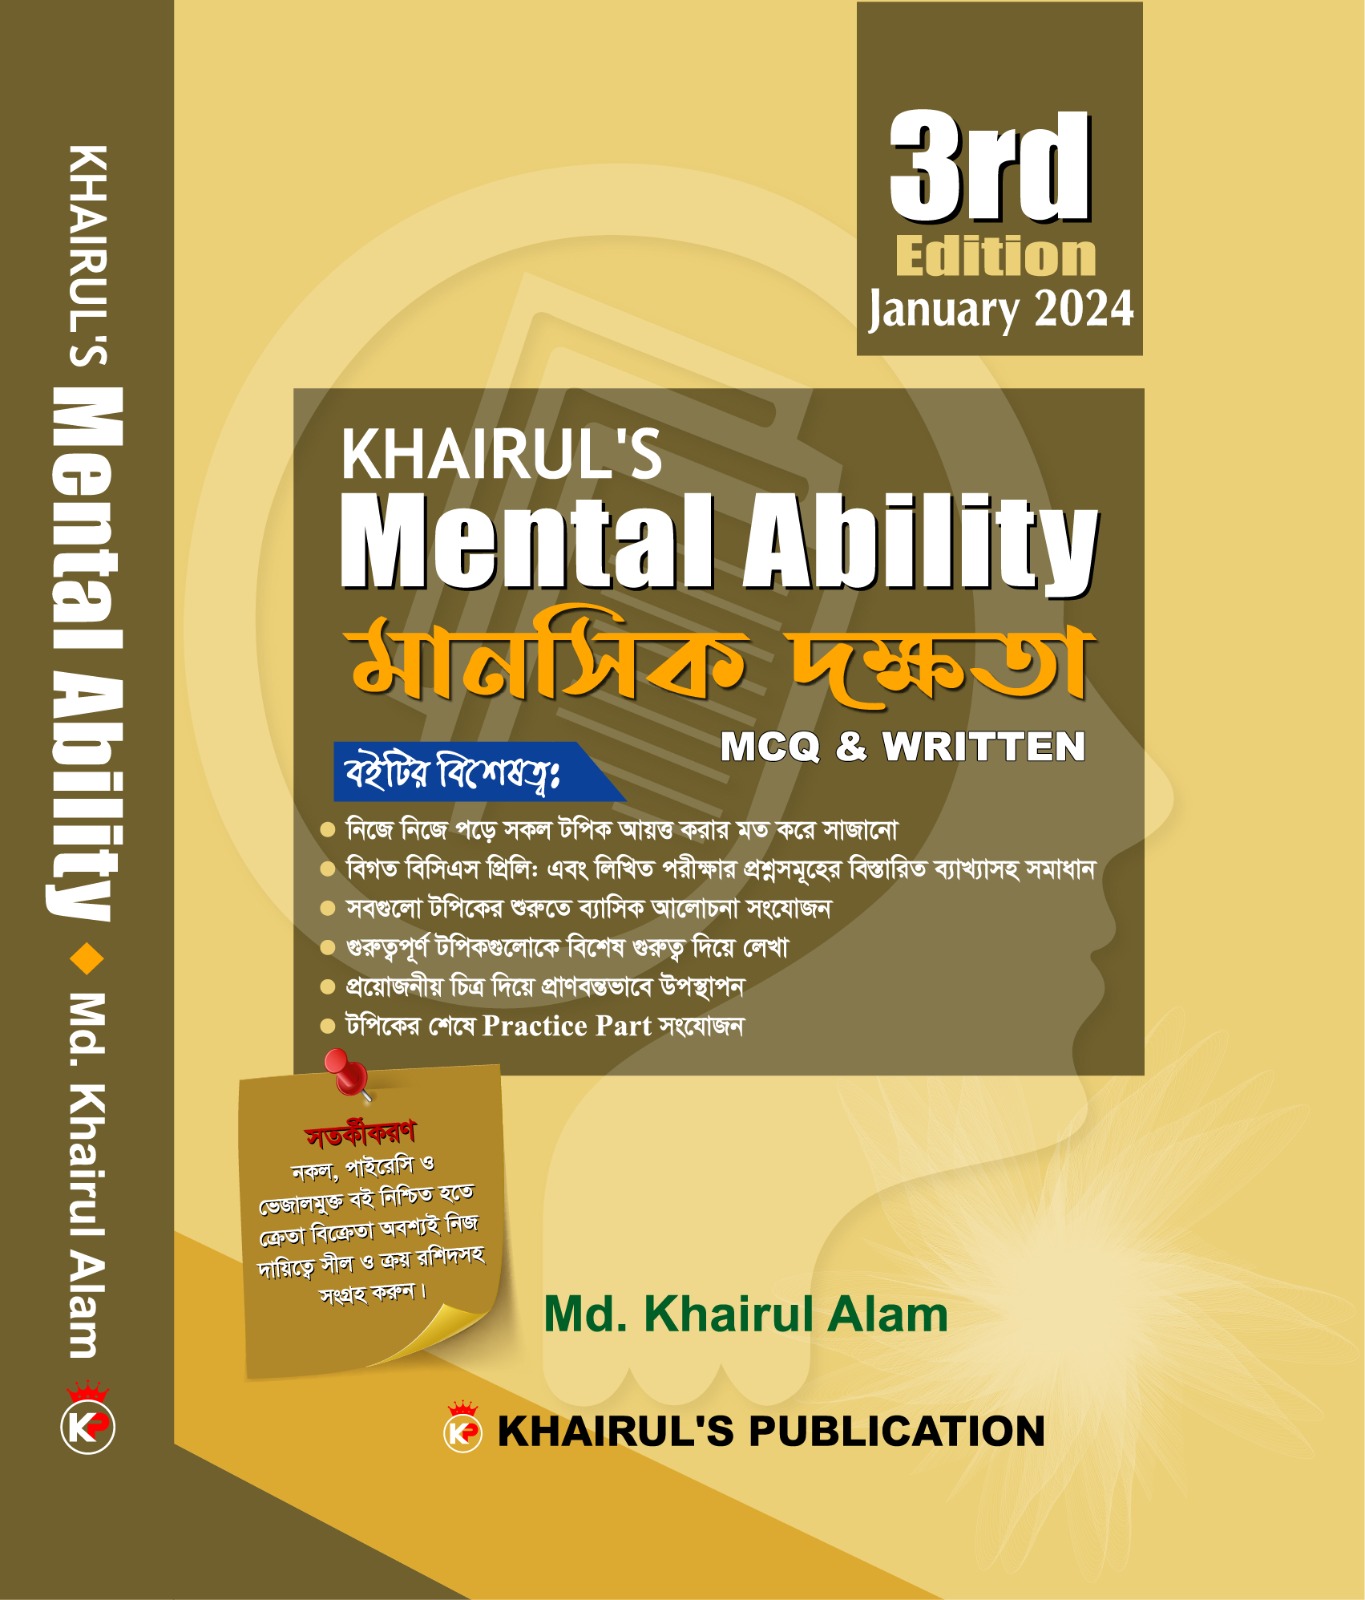 KHAIRUL'S Mental Ability ◆ Md. Khairul Alam
KP
3rd
Edition
January 2024
KHAIRUL'S
Mental Ability
মানসিক দক্ষতা
MCQ & WRITTEN
বইটির বিশেষত্ব:
নিজে নিজে পড়ে সকল টপিক আয়ত্ত করার মত করে সাজানো
বিগত বিসিএস প্রিলি: এবং লিখিত পরীক্ষার প্রশ্নসমূহের বিস্তারিত ব্যাখ্যাসহ সমাধান
সবগুলো টপিকের শুরুতে ব্যাসিক আলোচনা সংযোজন
গুরুত্বপূর্ণ টপিকগুলোকে বিশেষ গুরুত্ব দিয়ে লেখা
প্রয়োজনীয় চিত্র দিয়ে প্রাণবন্তভাবে উপস্থাপন
টপিকের শেষে Practice Part সংযোজন
সতর্কীকরণ
নকল, পাইরেসি ও
ভেজালমুক্ত বই নিশ্চিত হতে
ক্রেতা বিক্রেতা অবশ্যই নিজ
দায়িত্বে সীল ও ক্রয় রশিদসহ
সংগ্রহ করুন।
Md. Khairul Alam
KP KHAIRUL'S PUBLICATION